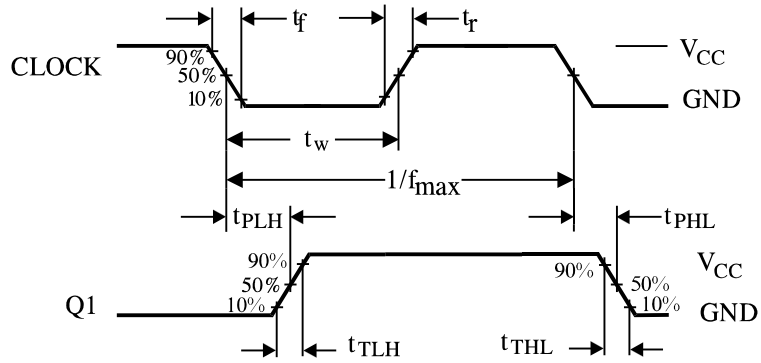 tf tr
90% VCC
CLOCK 50%
10% GND
tw
1/fmax
tPLH tPHL
90% 90% VCC
50% 50%
Q1 10% 10% GND
tTLH tTHL